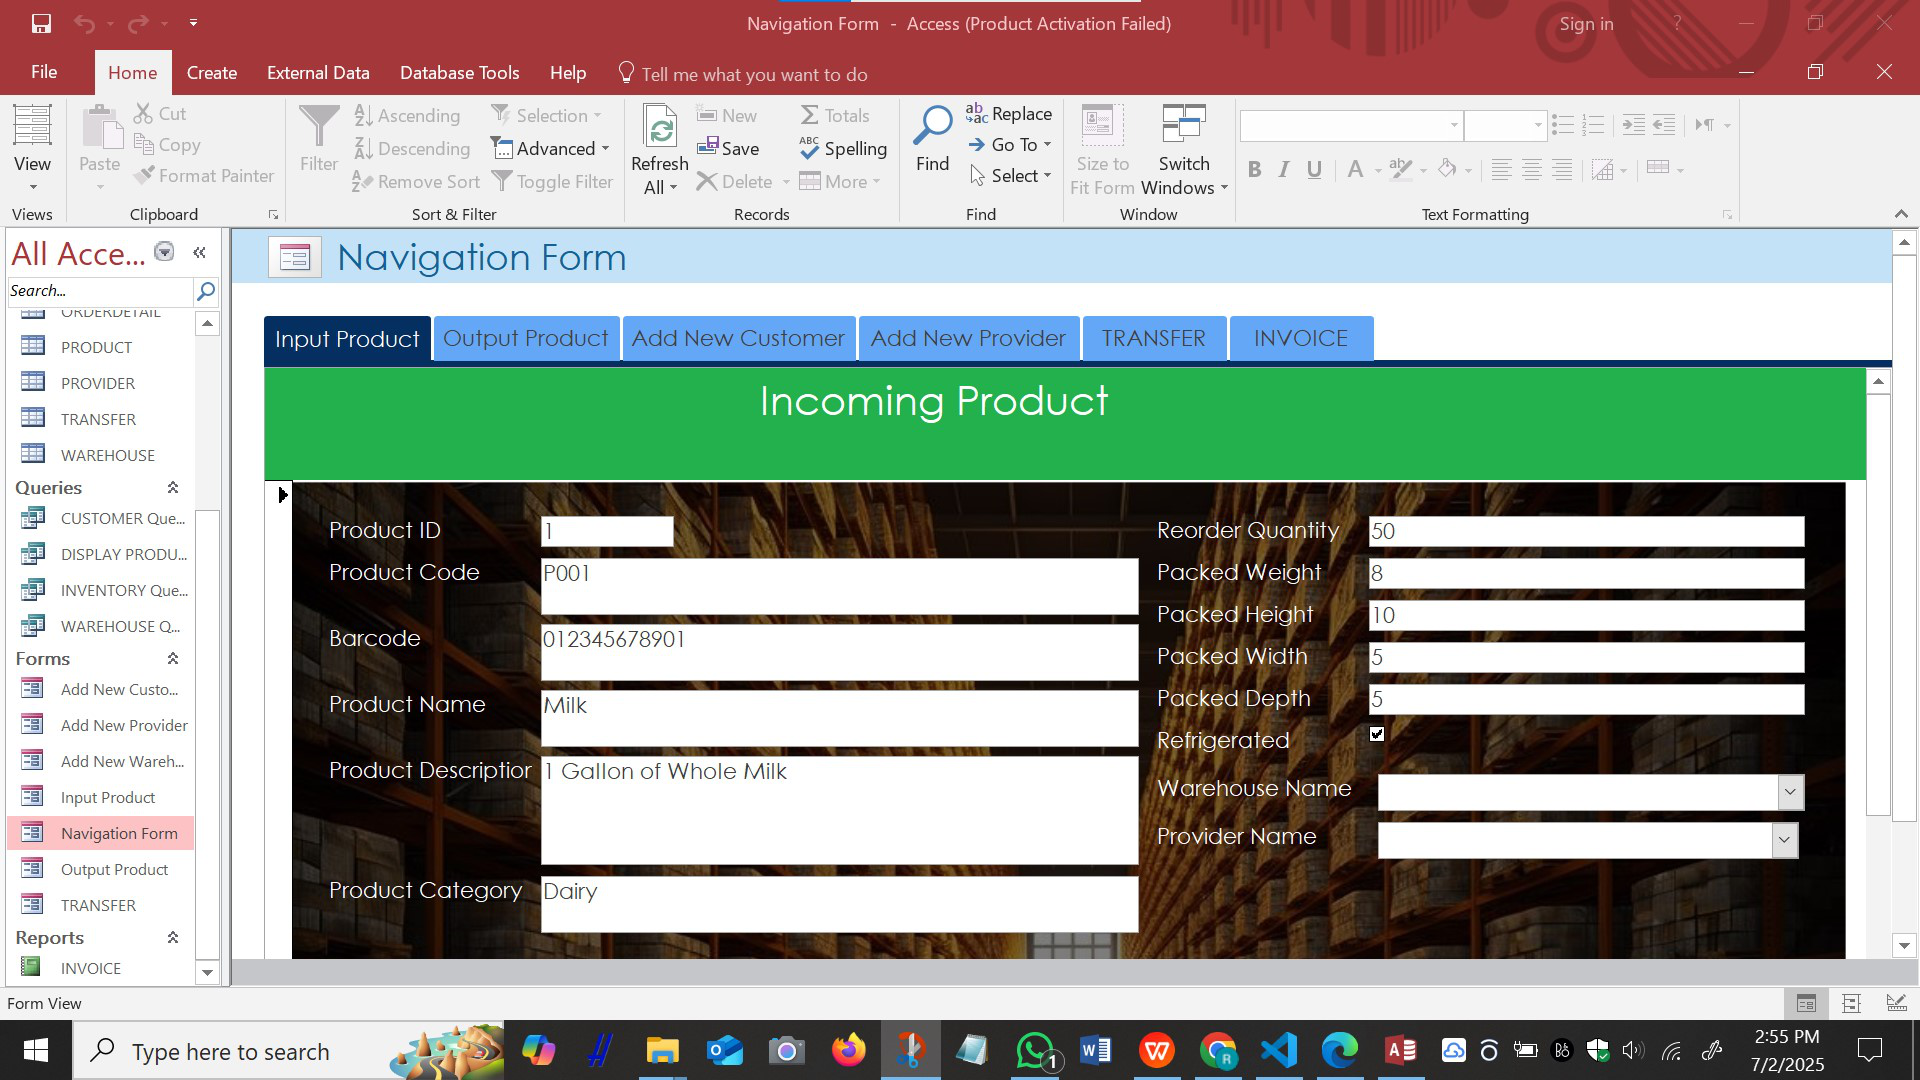 Navigation Form - Access (Product Activation Failed)
Sign in
?
File
Home
Create
External Data
Database Tools
Help
Tell me what you want to do
View
Views
Paste
Cut
Copy
Format Painter
Clipboard
Filter
Ascending
Descending
Remove Sort
Selection
Advanced
Toggle Filter
Sort & Filter
Refresh
All
New
Save
Delete
Totals
Spelling
More
Records
Find
Replace
Go To
Select
Find
Size to
Fit Form
Switch
Windows
Window
B I U A
Text Formatting
All Acce...
Search...
ORDERDETAIL
PRODUCT
PROVIDER
TRANSFER
WAREHOUSE
Queries
CUSTOMER Que...
DISPLAY PRODU...
INVENTORY Que...
WAREHOUSE Q...
Forms
Add New Custo...
Add New Provider
Add New Wareh...
Input Product
Navigation Form
Output Product
TRANSFER
Reports
INVOICE
Navigation Form
Input Product
Output Product
Add New Customer
Add New Provider
TRANSFER
INVOICE
Incoming Product
Product ID 1
Product Code P001
Barcode 012345678901
Product Name Milk
Product Description 1 Gallon of Whole Milk
Product Category Dairy
Reorder Quantity 50
Packed Weight 8
Packed Height 10
Packed Width 5
Packed Depth 5
Refrigerated
Warehouse Name
Provider Name
Form View
Type here to search
1
2:55 PM
7/2/2025